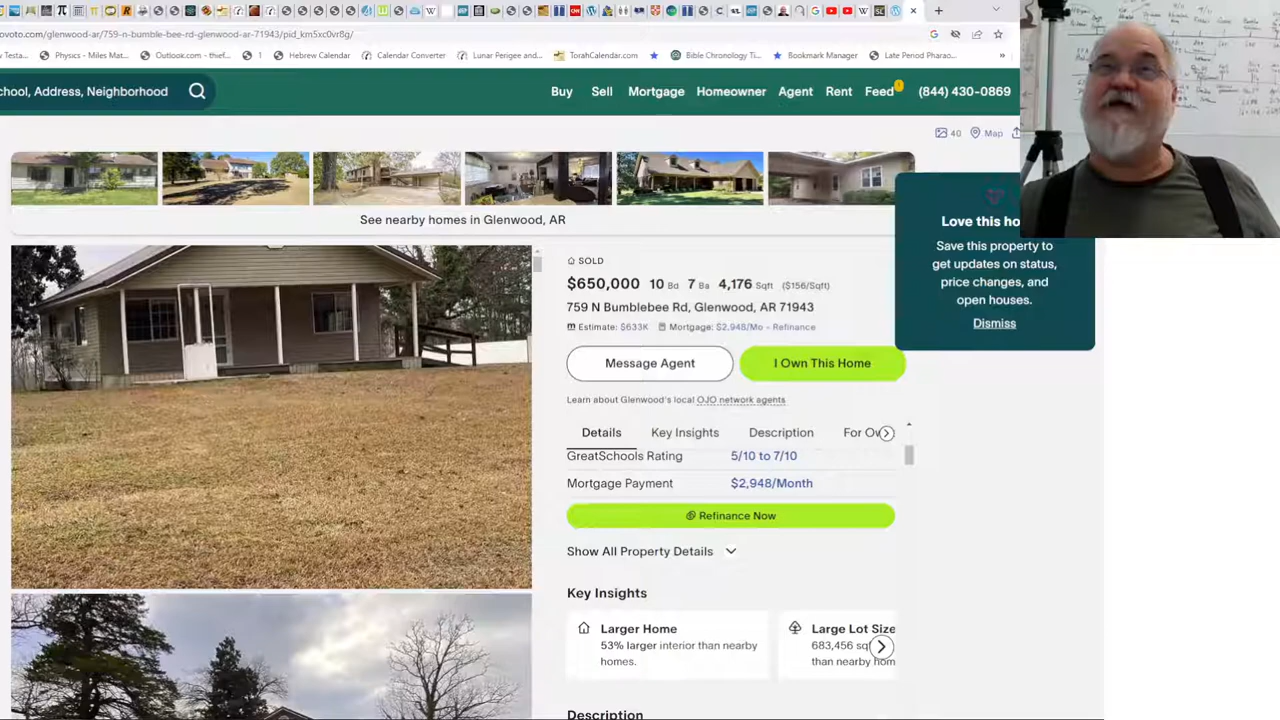 ovoto.com/glenwood-ar/759-n-bumble-bee-rd-glenwood-ar-71943/pid_km5xc0vr8g/
Testa... Physics - Miles Mat... Outlook.com - thief... 1 Hebrew Calendar Calendar Converter Lunar Perigee and... TorahCalendar.com Bible Chronology Ti... Bookmark Manager Late Period Pharao... »
chool, Address, Neighborhood
Buy Sell Mortgage Homeowner Agent Rent Feed (844) 430-0869
40 Map
See nearby homes in Glenwood, AR
Love this ho
Save this property to
get updates on status,
price changes, and
open houses.
Dismiss
SOLD
$650,000 10 Bd 7 Ba 4,176 Sqft ($156/Sqft)
759 N Bumblebee Rd, Glenwood, AR 71943
Estimate: $633K Mortgage: $2,948/Mo - Refinance
Message Agent I Own This Home
Learn about Glenwood's local OJO network agents
Details Key Insights Description For Ow
GreatSchools Rating 5/10 to 7/10
Mortgage Payment $2,948/Month
Refinance Now
Show All Property Details
Key Insights
Larger Home
53% larger interior than nearby
homes.
Large Lot Size
683,456 sq
than nearby hom
Description